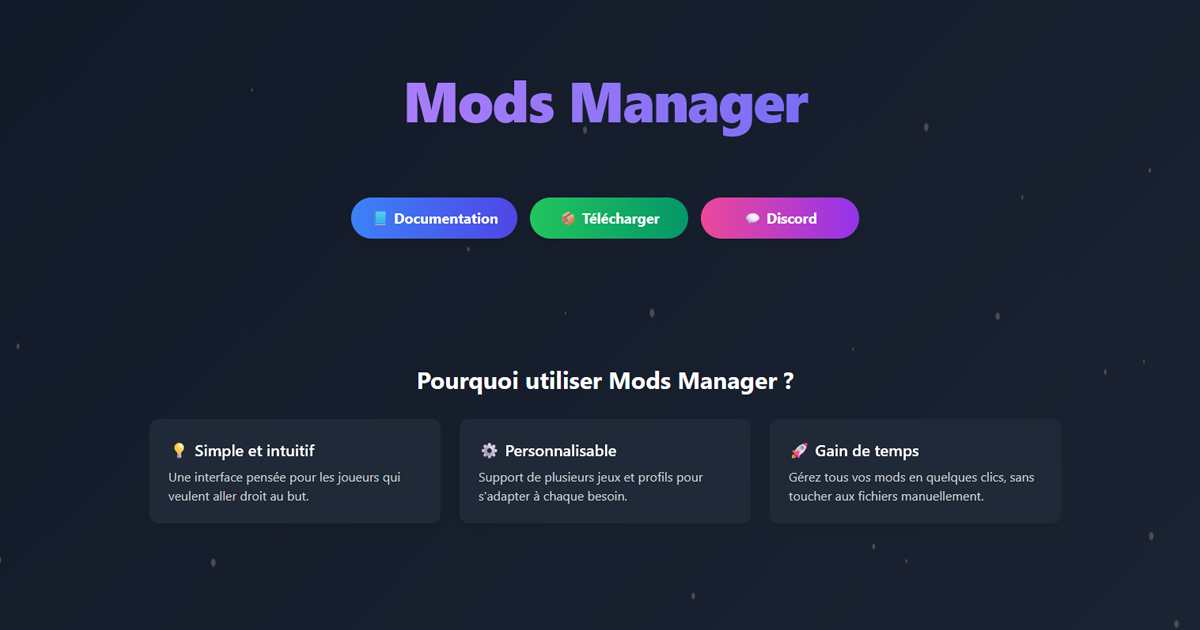 Mods Manager
Documentation
Télécharger
Discord
Pourquoi utiliser Mods Manager ?
Simple et intuitif
Une interface pensée pour les joueurs qui
veulent aller droit au but.
Personnalisable
Support de plusieurs jeux et profils pour
s'adapter à chaque besoin.
Gain de temps
Gérez tous vos mods en quelques clics, sans
toucher aux fichiers manuellement.